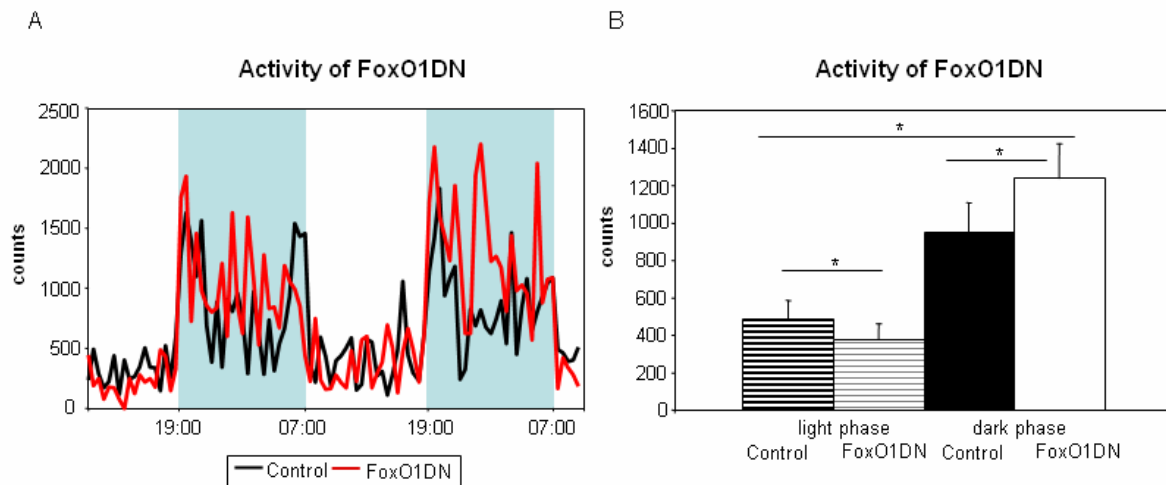 A
Activity of FoxO1DN
2500
2000
1500
1000
500
0
counts
19:00 07:00 19:00 07:00
Control FoxO1DN
B
Activity of FoxO1DN
1600
1400
1200
1000
800
600
400
200
0
counts
*
*
*
light phase dark phase
Control FoxO1DN Control FoxO1DN